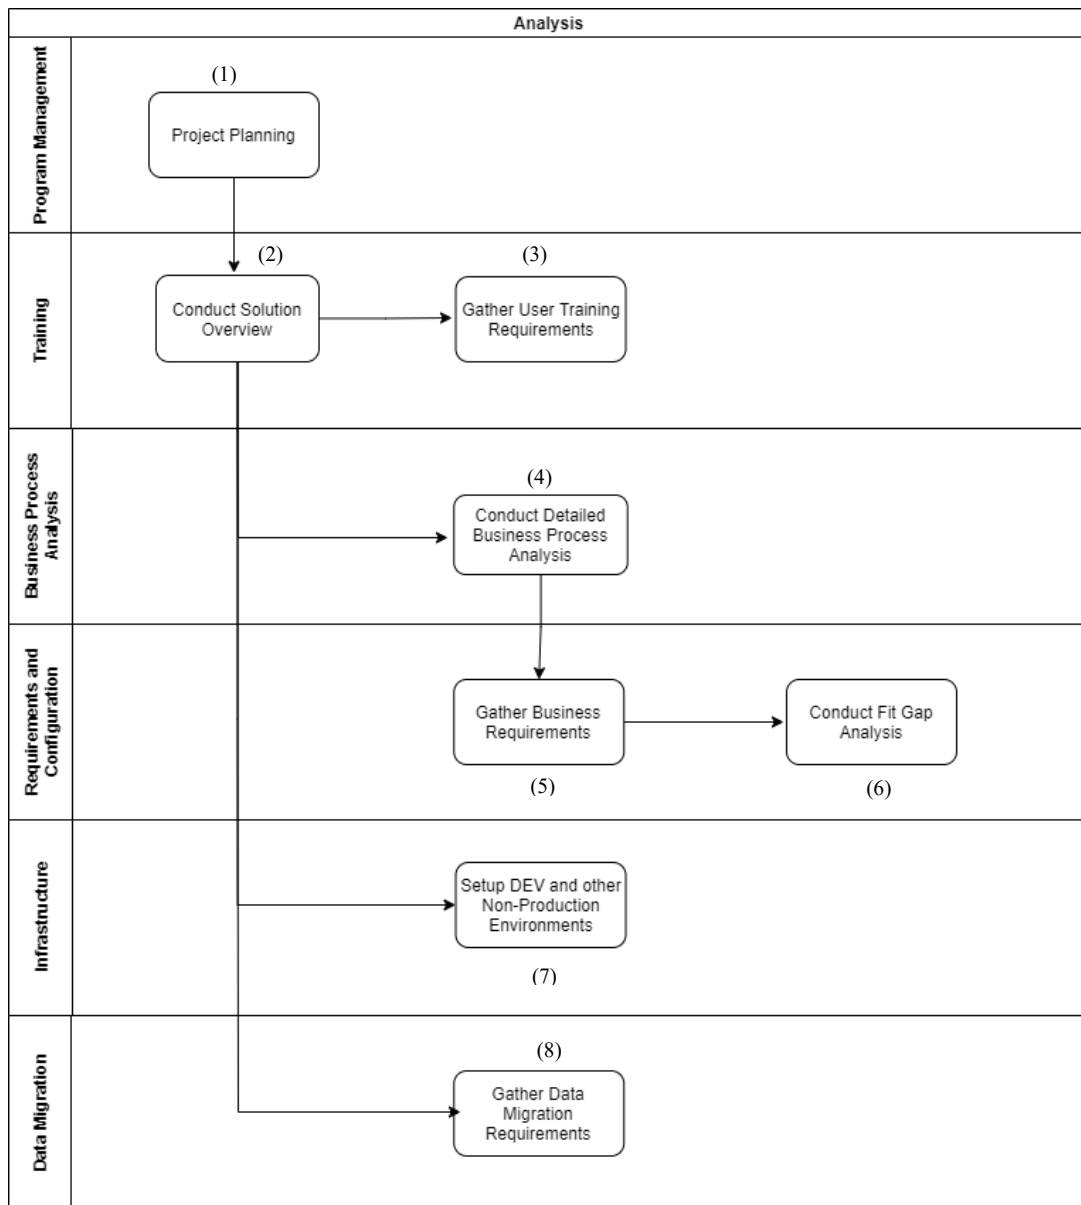 Analysis
Program Management
(1)
Project Planning
Training
(2)
Conduct Solution
Overview
(3)
Gather User Training
Requirements
Business Process
Analysis
(4)
Conduct Detailed
Business Process
Analysis
Requirements and
Configuration
Gather Business
Requirements
(5)
Conduct Fit Gap
Analysis
(6)
Infrastructure
Setup DEV and other
Non-Production
Environments
(7)
Data Migration
(8)
Gather Data
Migration
Requirements